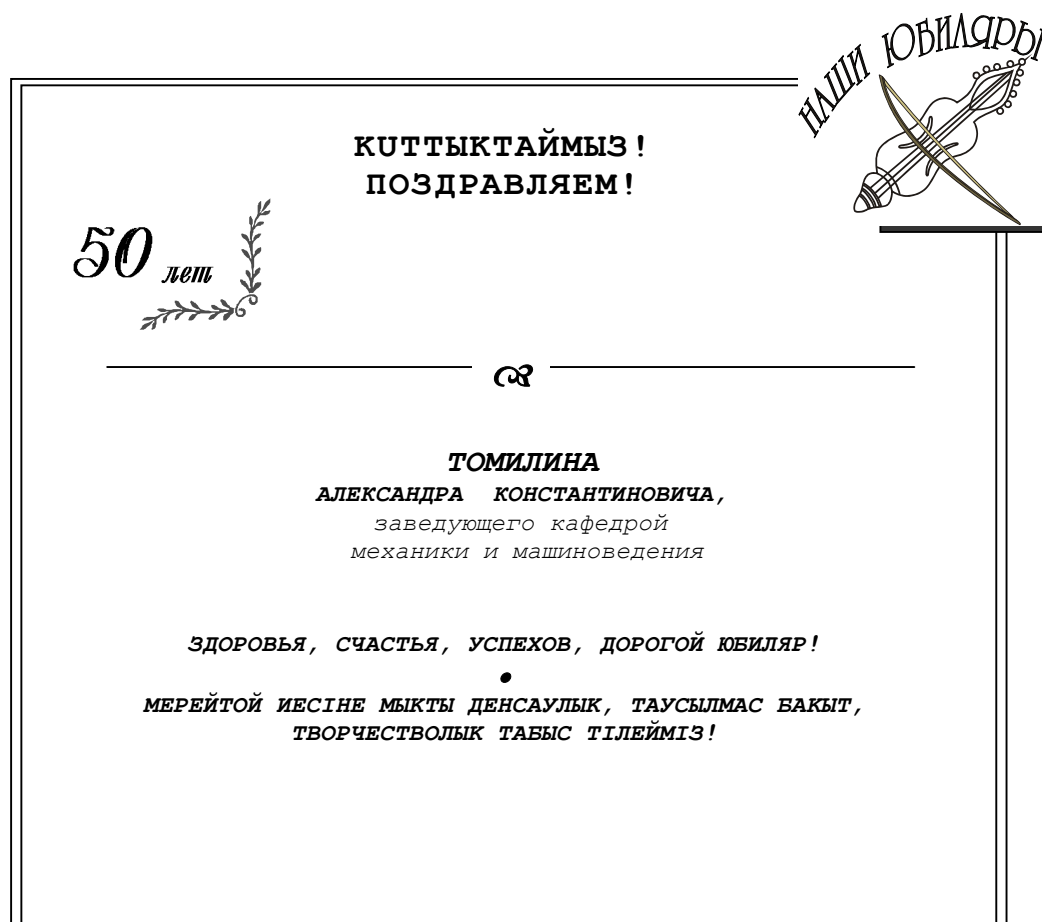 НАШИ ЮБИЛЯРЫ
КUТТЫКТАЙМЫЗ!
ПОЗДРАВЛЯЕМ!
50 лет
ТОМИЛИНА
АЛЕКСАНДРА КОНСТАНТИНОВИЧА,
заведующего кафедрой
механики и машиноведения
ЗДОРОВЬЯ, СЧАСТЬЯ, УСПЕХОВ, ДОРОГОЙ ЮБИЛЯР!
•
МЕРЕЙТОЙ ИЕСІНЕ МЫКТЫ ДЕНСАУЛЫК, ТАУСЫЛМАС БАКЫТ,
ТВОРЧЕСТВОЛЫК ТАБЫС ТІЛЕЙМІЗ!